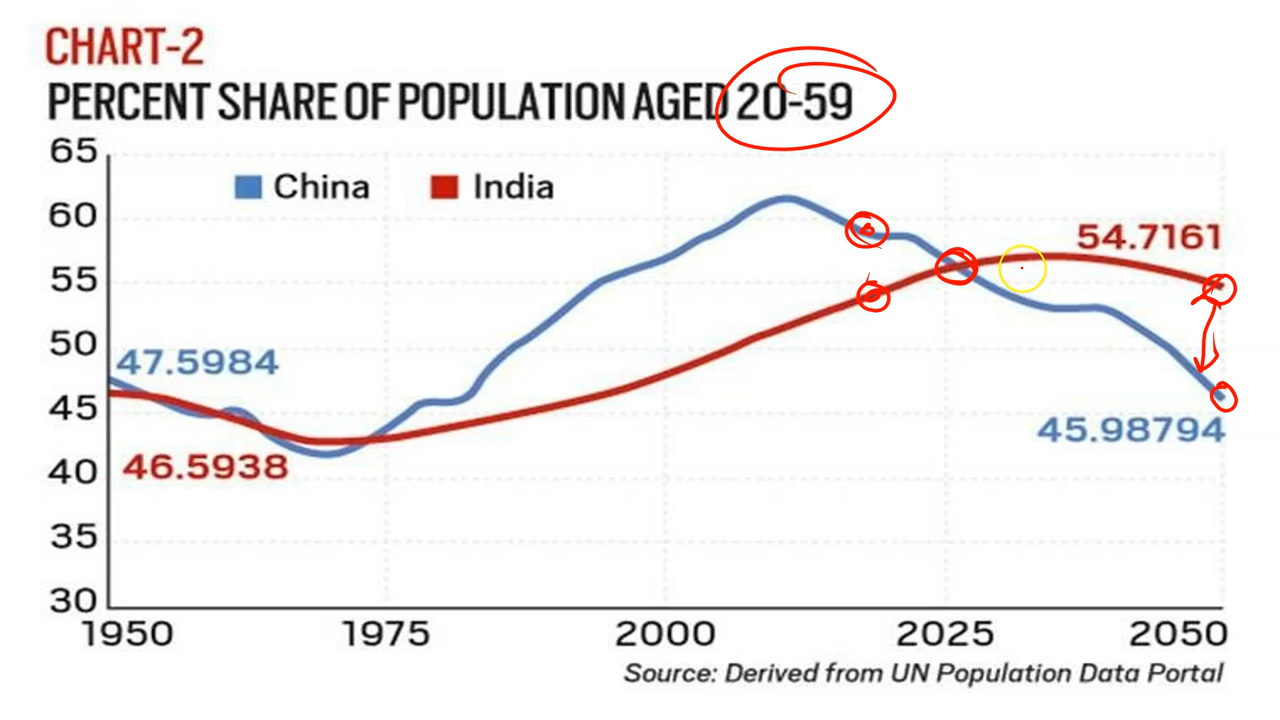 CHART-2
PERCENT SHARE OF POPULATION AGED 20-59
65
China India
60
54.7161
55
50
47.5984
45
45.98794
46.5938
40
35
30
1950 1975 2000 2025 2050
Source: Derived from UN Population Data Portal